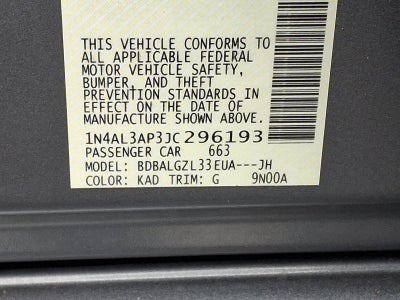 THIS VEHICLE CONFORMS TO
ALL APPLICABLE FEDERAL
MOTOR VEHICLE SAFETY,
BUMPER, AND THEFT
PREVENTION STANDARDS IN
EFFECT ON THE DATE OF
MANUFACTURE SHOWN ABOVE.
1N4AL3AP3JC296193
PASSENGER CAR 663
MODEL: BDBALGZL33EUA---JH
COLOR: KAD TRIM: G 9N00A